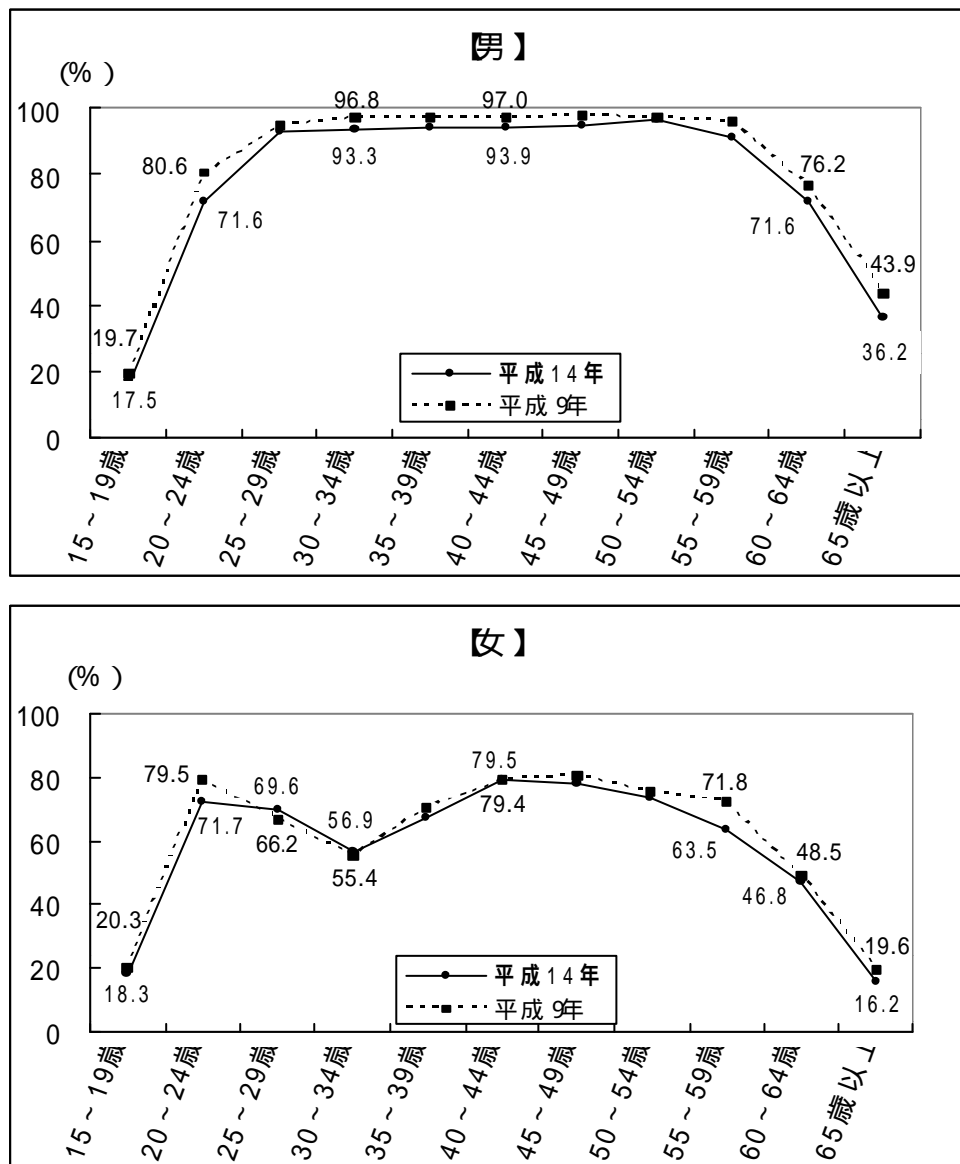 【男】
(%)
100
80
60
40
20
0
19.7
17.5
80.6
71.6
96.8
93.3
97.0
93.9
76.2
71.6
43.9
36.2
平成14年
平成9年
15~19歳
20~24歳
25~29歳
30~34歳
35~39歳
40~44歳
45~49歳
50~54歳
55~59歳
60~64歳
65歳以上
【女】
(%)
100
80
60
40
20
0
20.3
18.3
79.5
71.7
69.6
66.2
56.9
55.4
79.5
79.4
71.8
63.5
48.5
46.8
19.6
16.2
平成14年
平成9年
15~19歳
20~24歳
25~29歳
30~34歳
35~39歳
40~44歳
45~49歳
50~54歳
55~59歳
60~64歳
65歳以上